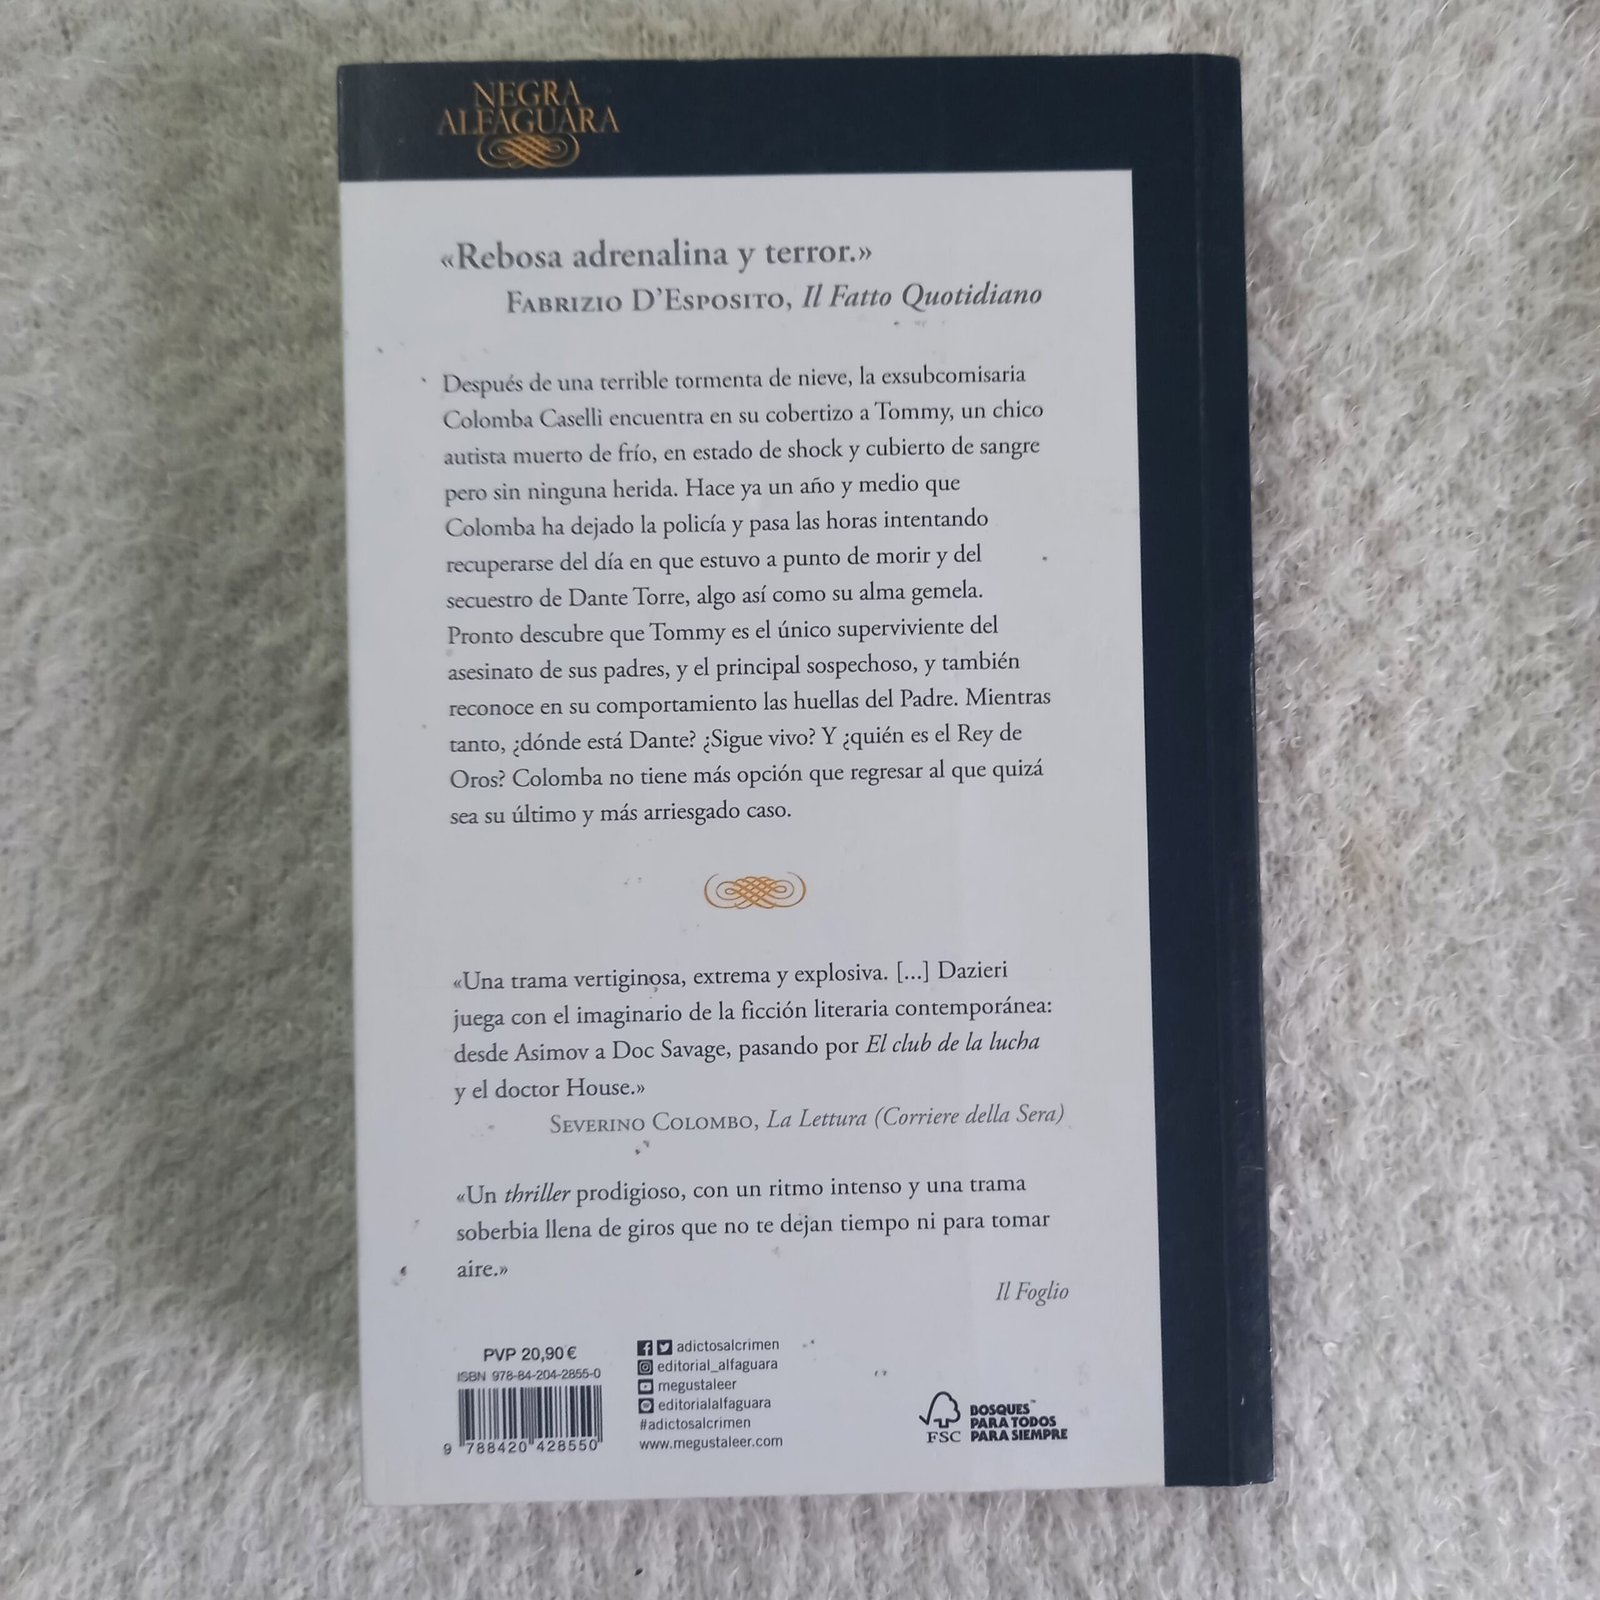 NEGRA
ALFAGUARA
«Rebosa adrenalina y terror.»
FABRIZIO D'ESPOSITO, Il Fatto Quotidiano
Después de una terrible tormenta de nieve, la exsubcomisaria
Colomba Caselli encuentra en su cobertizo a Tommy, un chico
autista muerto de frío, en estado de shock y cubierto de sangre
pero sin ninguna herida. Hace ya un año y medio que
Colomba ha dejado la policía y pasa las horas intentando
recuperarse del día en que estuvo a punto de morir y del
secuestro de Dante Torre, algo así como su alma gemela.
Pronto descubre que Tommy es el único superviviente del
asesinato de sus padres, y el principal sospechoso, y también
reconoce en su comportamiento las huellas del Padre. Mientras
tanto, ¿dónde está Dante? ¿Sigue vivo? Y ¿quién es el Rey de
Oros? Colomba no tiene más opción que regresar al que quizá
sea su último y más arriesgado caso.
«Una trama vertiginosa, extrema y explosiva. [...] Dazieri
juega con el imaginario de la ficción literaria contemporánea:
desde Asimov a Doc Savage, pasando por El club de la lucha
y el doctor House.»
SEVERINO COLOMBO, La Lettura (Corriere della Sera)
«Un thriller prodigioso, con un ritmo intenso y una trama
soberbia llena de giros que no te dejan tiempo ni para tomar
aire.»
Il Foglio
PVP 20,90 €
ISBN 978-84-204-2855-0
9 788420 428550
adictosalcrimen
editorial_alfaguara
megustaleer
editorialalfaguara
#adictosalcrimen
www.megustaleer.com
FSC
BOSQUES™
PARA TODOS
PARA SIEMPRE